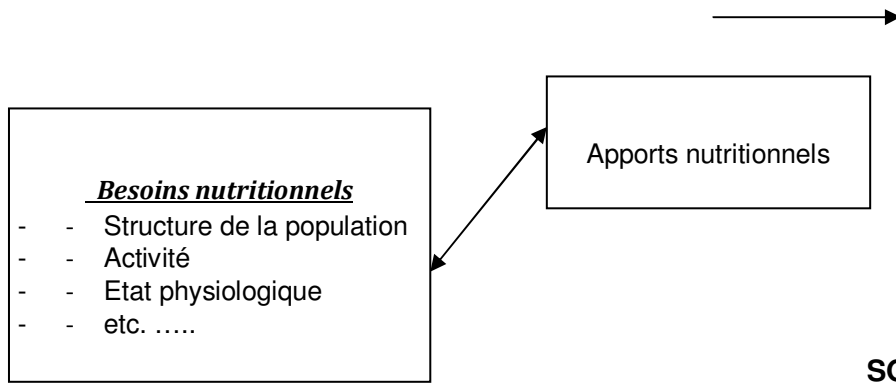 Apports nutritionnels
Besoins nutritionnels
- - Structure de la population
- - Activité
- - Etat physiologique
- - etc. …..